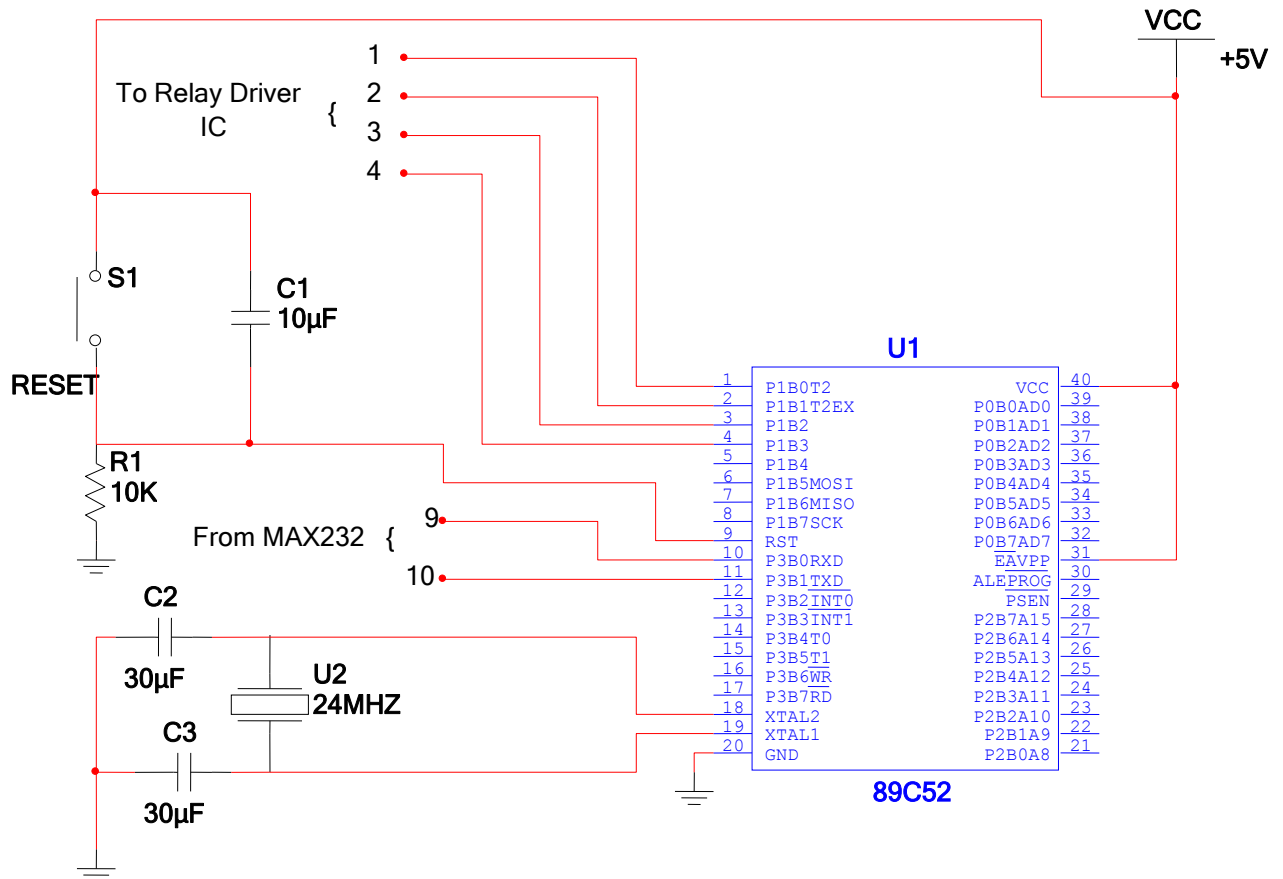 VCC
+5V
1
To Relay Driver
IC
{
2
3
4
S1
C1
10µF
RESET
R1
10K
From MAX232 {
9
10
C2
30µF
U2
24MHZ
C3
30µF
U1
1 P1B0T2 VCC 40
2 P1B1T2EX P0B0AD0 39
3 P1B2 P0B1AD1 38
4 P1B3 P0B2AD2 37
5 P1B4 P0B3AD3 36
6 P1B5MOSI P0B4AD4 35
7 P1B6MISO P0B5AD5 34
8 P1B7SCK P0B6AD6 33
9 RST P0B7AD7 32
10 P3B0RXD EAVPP 31
11 P3B1TXD ALEPROG 30
12 P3B2INT0 PSEN 29
13 P3B3INT1 P2B7A15 28
14 P3B4T0 P2B6A14 27
15 P3B5T1 P2B5A13 26
16 P3B6WR P2B4A12 25
17 P3B7RD P2B3A11 24
18 XTAL2 P2B2A10 23
19 XTAL1 P2B1A9 22
20 GND P2B0A8 21
89C52